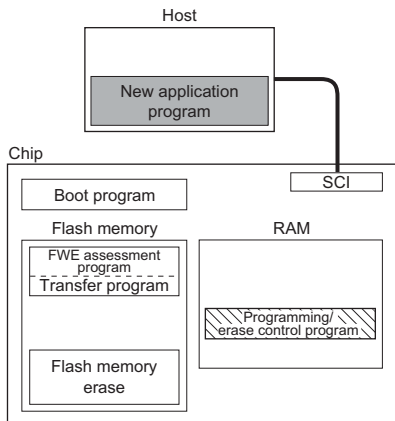 Host
New application
program
Chip
SCI
Boot program
Flash memory
RAM
FWE assessment
program
Transfer program
Programming/
erase control program
Flash memory
erase